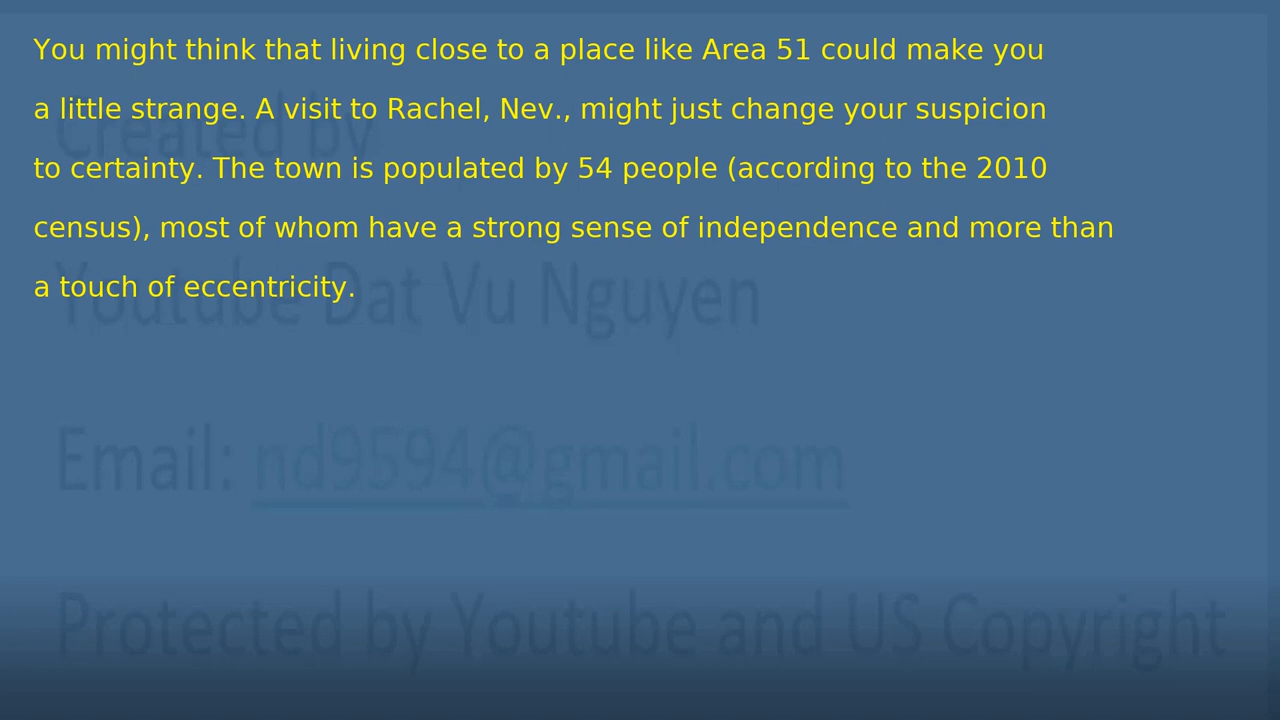 You might think that living close to a place like Area 51 could make you
a little strange. A visit to Rachel, Nev., might just change your suspicion
to certainty. The town is populated by 54 people (according to the 2010
census), most of whom have a strong sense of independence and more than
a touch of eccentricity.
Created by
Youtube Dat Vu Nguyen
Email: nd9594@gmail.com
Protected by Youtube and US Copyright